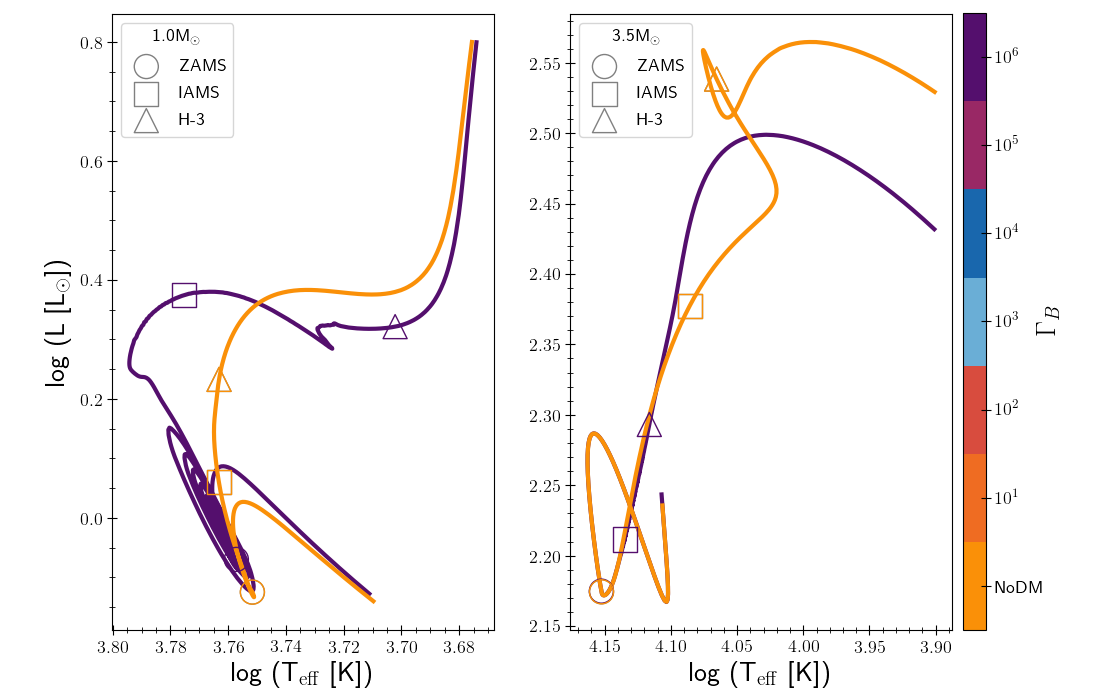 1.0M☉
ZAMS
IAMS
H-3
0.8
0.6
0.4
0.2
0.0
log (L [L☉])
3.80
3.78
3.76
3.74
3.72
3.70
3.68
log (Teff [K])
3.5M☉
ZAMS
IAMS
H-3
2.55
2.50
2.45
2.40
2.35
2.30
2.25
2.20
2.15
4.15
4.10
4.05
4.00
3.95
3.90
log (Teff [K])
10⁶
10⁵
10⁴
10³
10²
10¹
NoDM
Γ_B